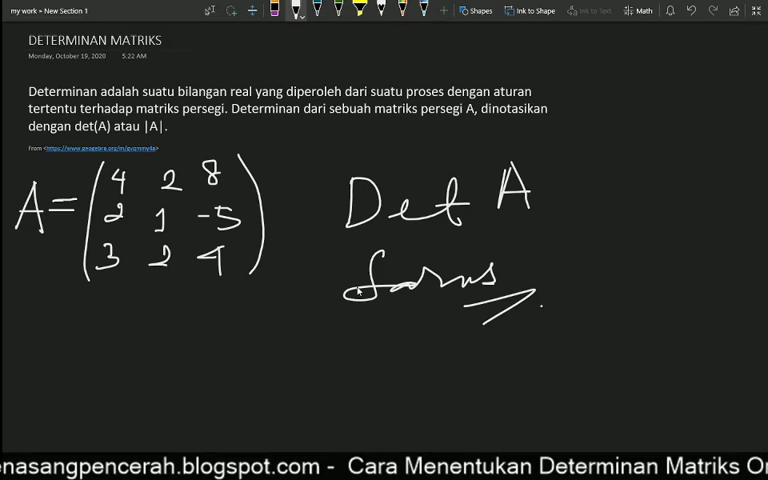 my work > New Section 1
Shapes Ink to Shape Ink to Text Math
DETERMINAN MATRIKS
Monday, October 19, 2020 5:22 AM
Determinan adalah suatu bilangan real yang diperoleh dari suatu proses dengan aturan
tertentu terhadap matriks persegi. Determinan dari sebuah matriks persegi A, dinotasikan
dengan det(A) atau |A|.
From <https://www.geogebra.org/m/gvqmmy4a>
4 2 8
A = 2 1 -5
3 2 4
Det A
enasangpencerah.blogspot.com - Cara Menentukan Determinan Matriks Or